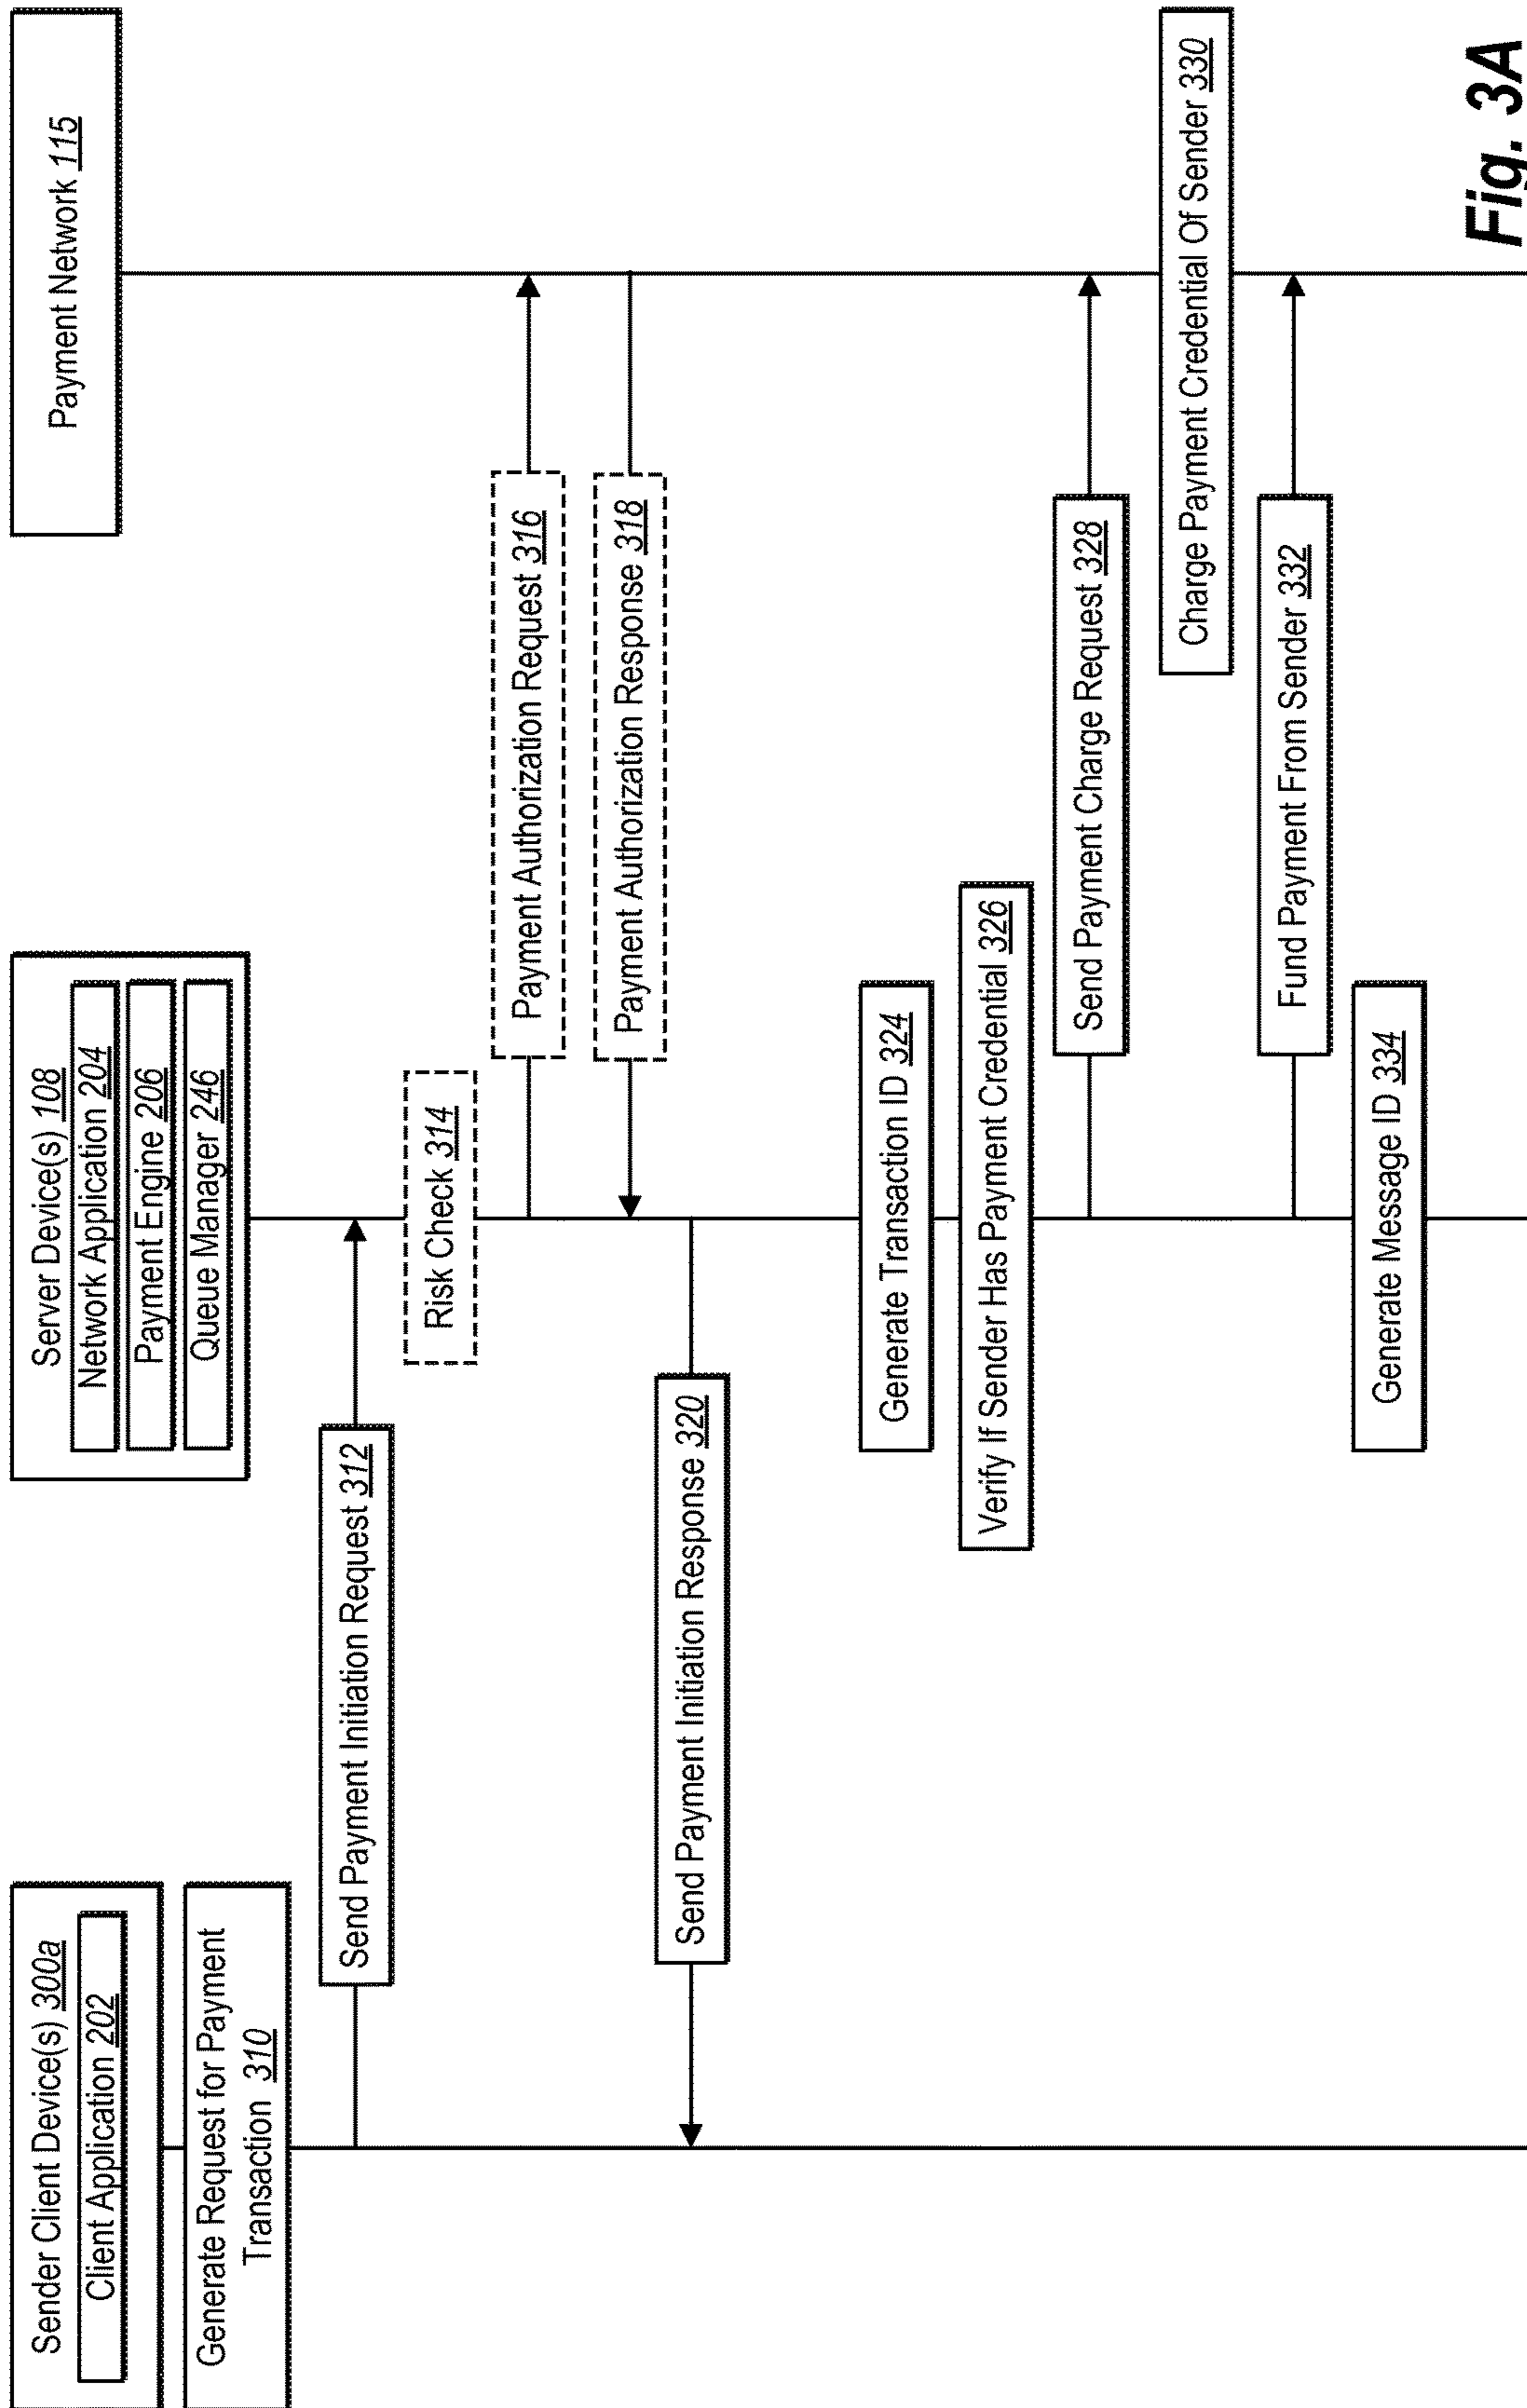 Sender Client Device(s) 300a
Client Application 202
Server Device(s) 108
Network Application 204
Payment Engine 206
Queue Manager 246
Payment Network 115
Generate Request for Payment
Transaction 310
Send Payment Initiation Request 312
Risk Check 314
Payment Authorization Request 316
Payment Authorization Response 318
Send Payment Initiation Response 320
Generate Transaction ID 324
Verify If Sender Has Payment Credential 326
Send Payment Charge Request 328
Charge Payment Credential Of Sender 330
Fund Payment From Sender 332
Generate Message ID 334
Fig. 3A